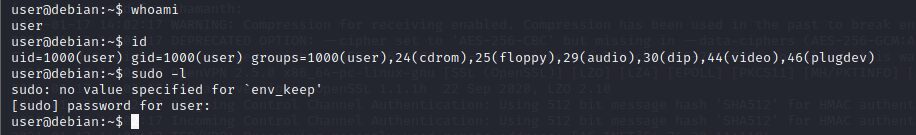 user@debian:~$ whoami
user
user@debian:~$ id
uid=1000(user) gid=1000(user) groups=1000(user),24(cdrom),25(floppy),29(audio),30(dip),44(video),46(plugdev)
user@debian:~$ sudo -l
sudo: no value specified for `env_keep'
[sudo] password for user:
user@debian:~$